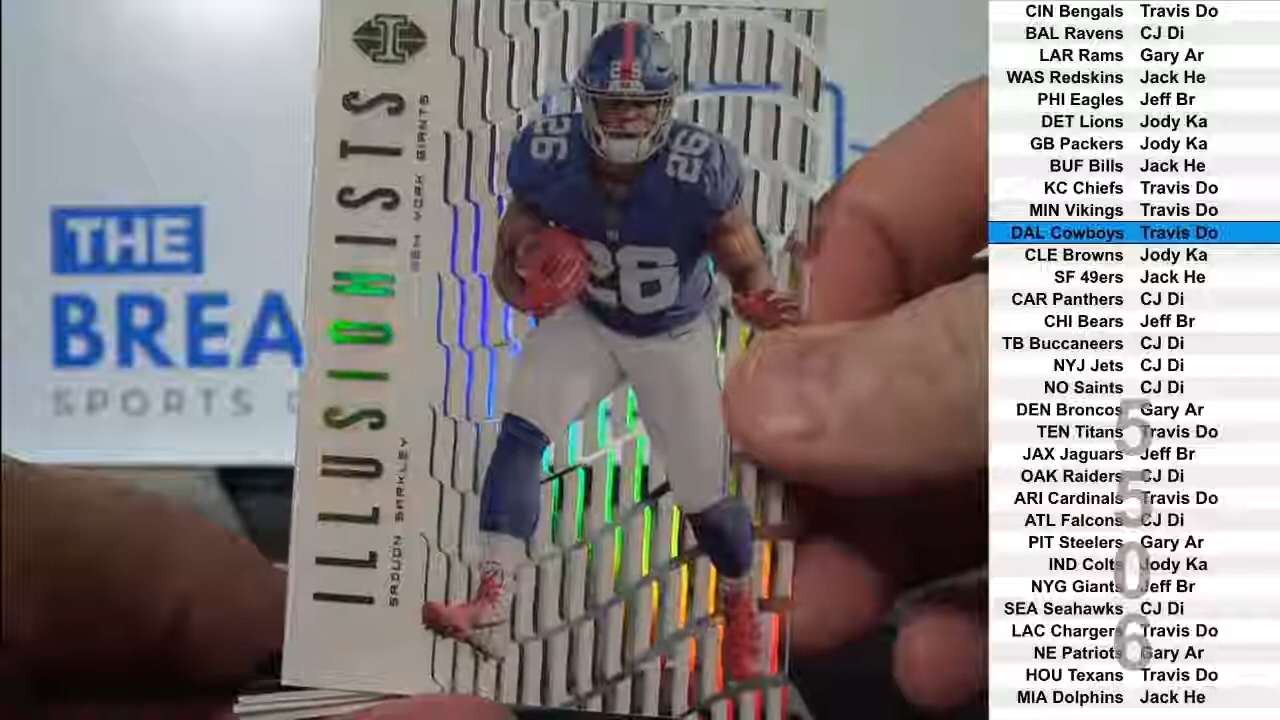 THE
BREA
SPORTS
ILLUSIONISTS
NEW YORK GIANTS
SAQUON BARKLEY
26
26
26
28
CIN Bengals Travis Do
BAL Ravens CJ Di
LAR Rams Gary Ar
WAS Redskins Jack He
PHI Eagles Jeff Br
DET Lions Jody Ka
GB Packers Jody Ka
BUF Bills Jack He
KC Chiefs Travis Do
MIN Vikings Travis Do
DAL Cowboys Travis Do
CLE Browns Jody Ka
SF 49ers Jack He
CAR Panthers CJ Di
CHI Bears Jeff Br
TB Buccaneers CJ Di
NYJ Jets CJ Di
NO Saints CJ Di
DEN Broncos Gary Ar
TEN Titans Travis Do
JAX Jaguars Jeff Br
OAK Raiders CJ Di
ARI Cardinals Travis Do
ATL Falcons CJ Di
PIT Steelers Gary Ar
IND Colts Jody Ka
NYG Giants Jeff Br
SEA Seahawks CJ Di
LAC Chargers Travis Do
NE Patriots Gary Ar
HOU Texans Travis Do
MIA Dolphins Jack He
5506